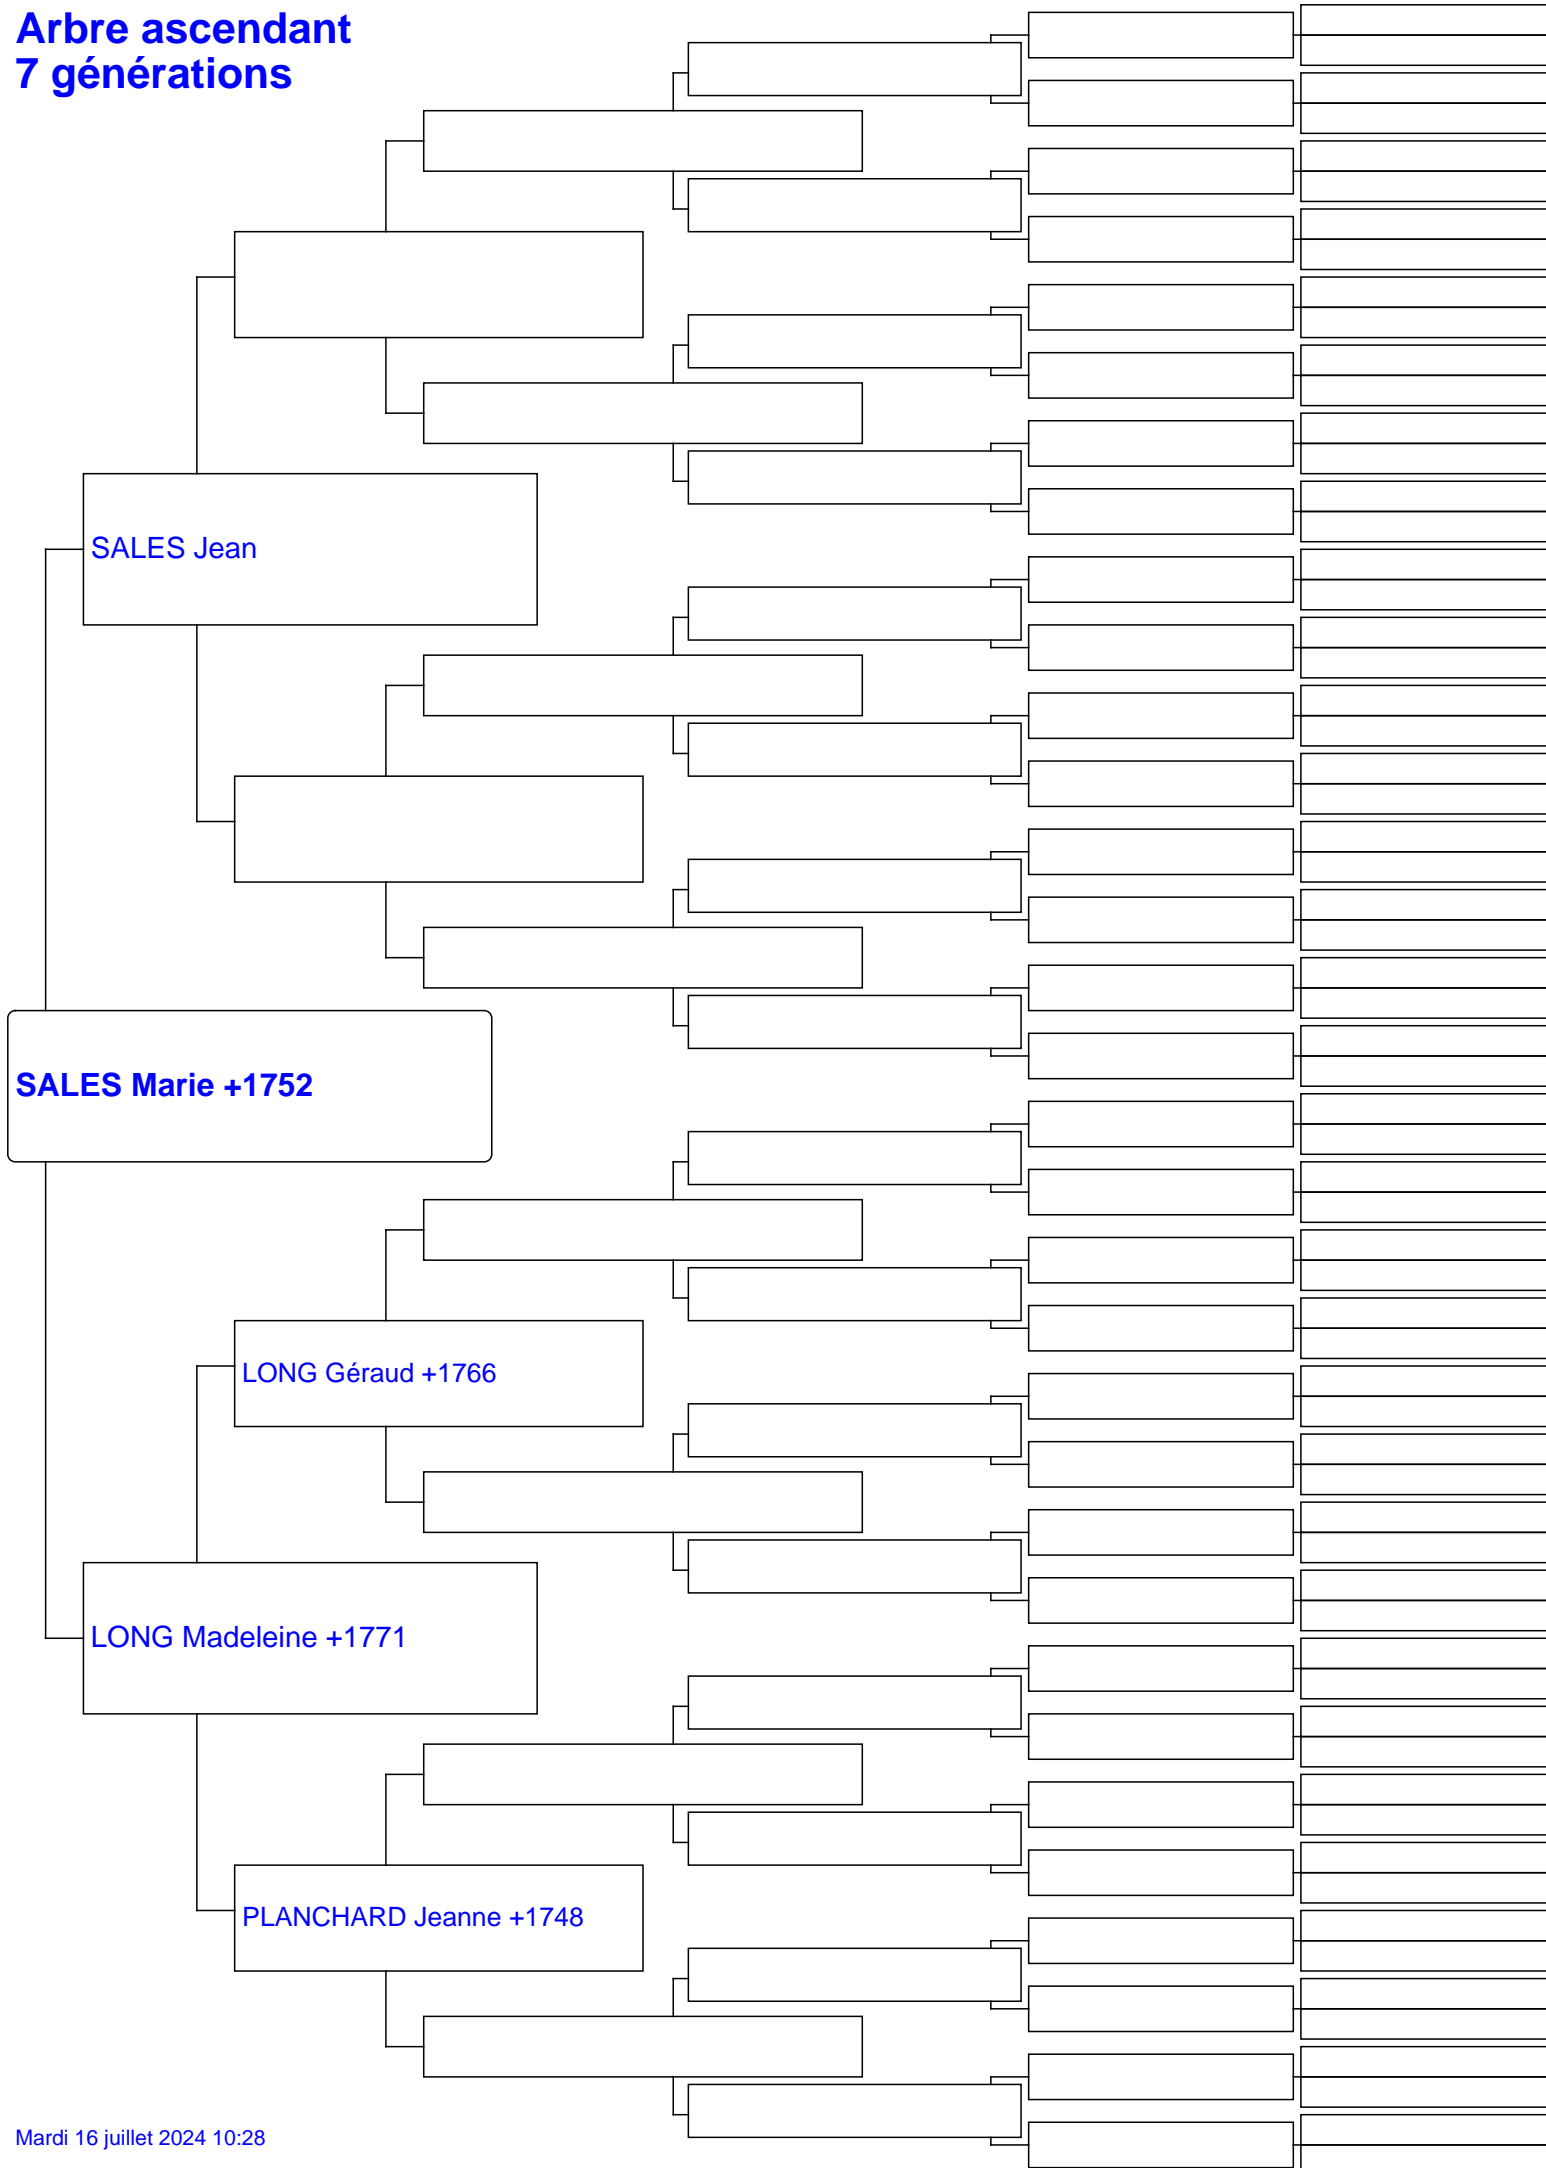 Arbre ascendant
7 générations
SALES Jean
SALES Marie +1752
LONG Géraud +1766
LONG Madeleine +1771
PLANCHARD Jeanne +1748
Mardi 16 juillet 2024 10:28